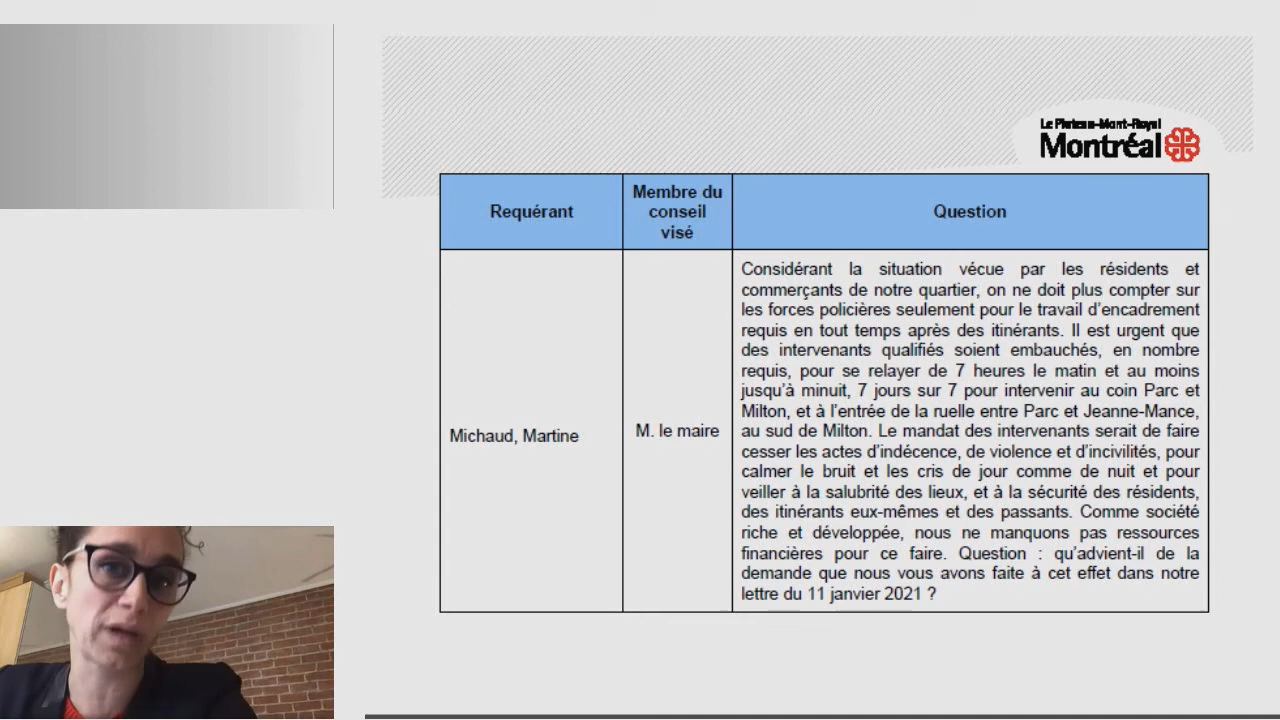 Le Plateau-Mont-Royal
Montréal
Requérant
Membre du
conseil
visé
Question
Michaud, Martine
M. le maire
Considérant la situation vécue par les résidents et
commerçants de notre quartier, on ne doit plus compter sur
les forces policières seulement pour le travail d’encadrement
requis en tout temps après des itinérants. Il est urgent que
des intervenants qualifiés soient embauchés, en nombre
requis, pour se relayer de 7 heures le matin et au moins
jusqu’à minuit, 7 jours sur 7 pour intervenir au coin Parc et
Milton, et à l’entrée de la ruelle entre Parc et Jeanne-Mance,
au sud de Milton. Le mandat des intervenants serait de faire
cesser les actes d’indécence, de violence et d’incivilités, pour
calmer le bruit et les cris de jour comme de nuit et pour
veiller à la salubrité des lieux, et à la sécurité des résidents,
des itinérants eux-mêmes et des passants. Comme société
riche et développée, nous ne manquons pas ressources
financières pour ce faire. Question : qu’advient-il de la
demande que nous vous avons faite à cet effet dans notre
lettre du 11 janvier 2021 ?